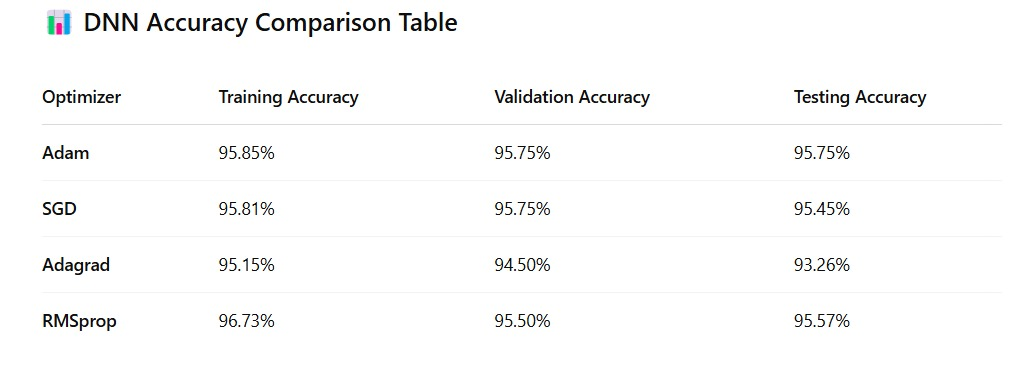 DNN Accuracy Comparison Table
Optimizer Training Accuracy Validation Accuracy Testing Accuracy
Adam 95.85% 95.75% 95.75%
SGD 95.81% 95.75% 95.45%
Adagrad 95.15% 94.50% 93.26%
RMSprop 96.73% 95.50% 95.57%